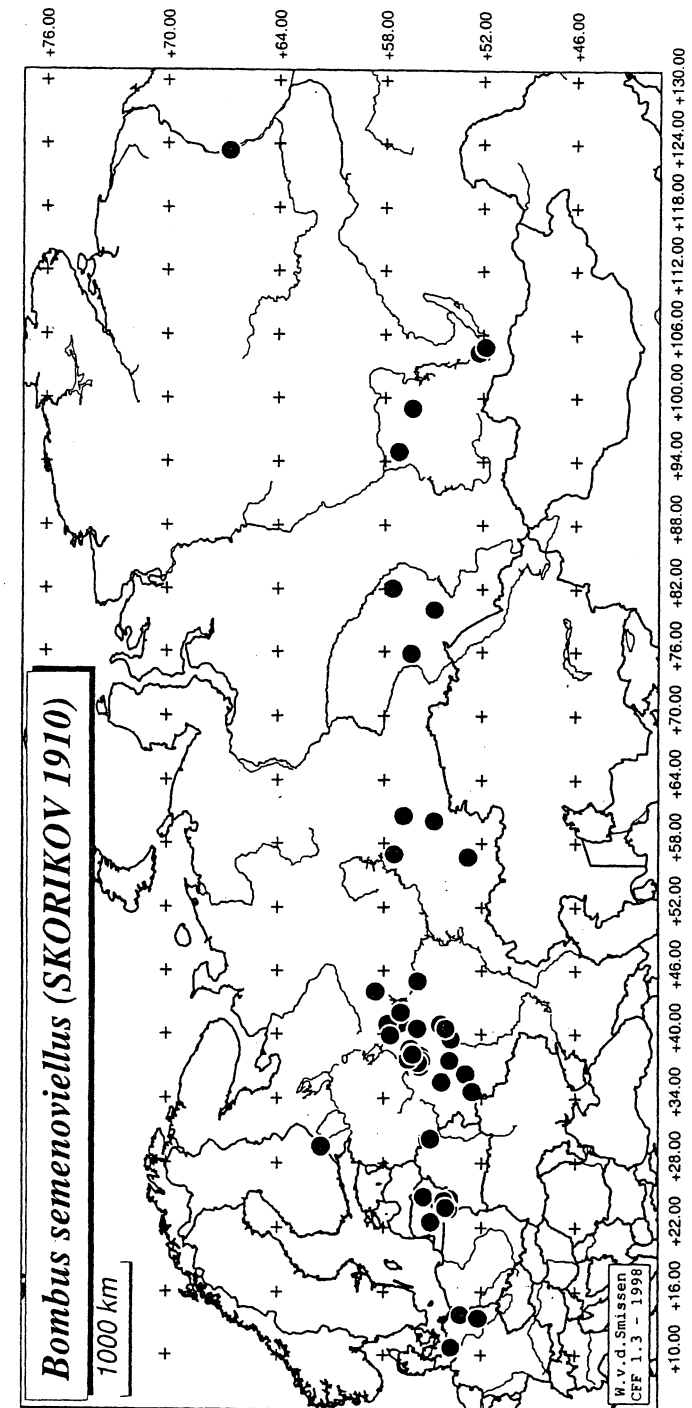 Bombus semenoviellus (SKORIKOV 1910)
1000 km
+76.00
+70.00
+64.00
+58.00
+52.00
+46.00
W.v.d.Smissen
CFF 1.3 - 1998
+10.00 +16.00 +22.00 +28.00 +34.00 +40.00 +46.00 +52.00 +58.00 +64.00 +70.00 +76.00 +82.00 +88.00 +94.00 +100.00 +106.00 +112.00 +118.00 +124.00 +130.00